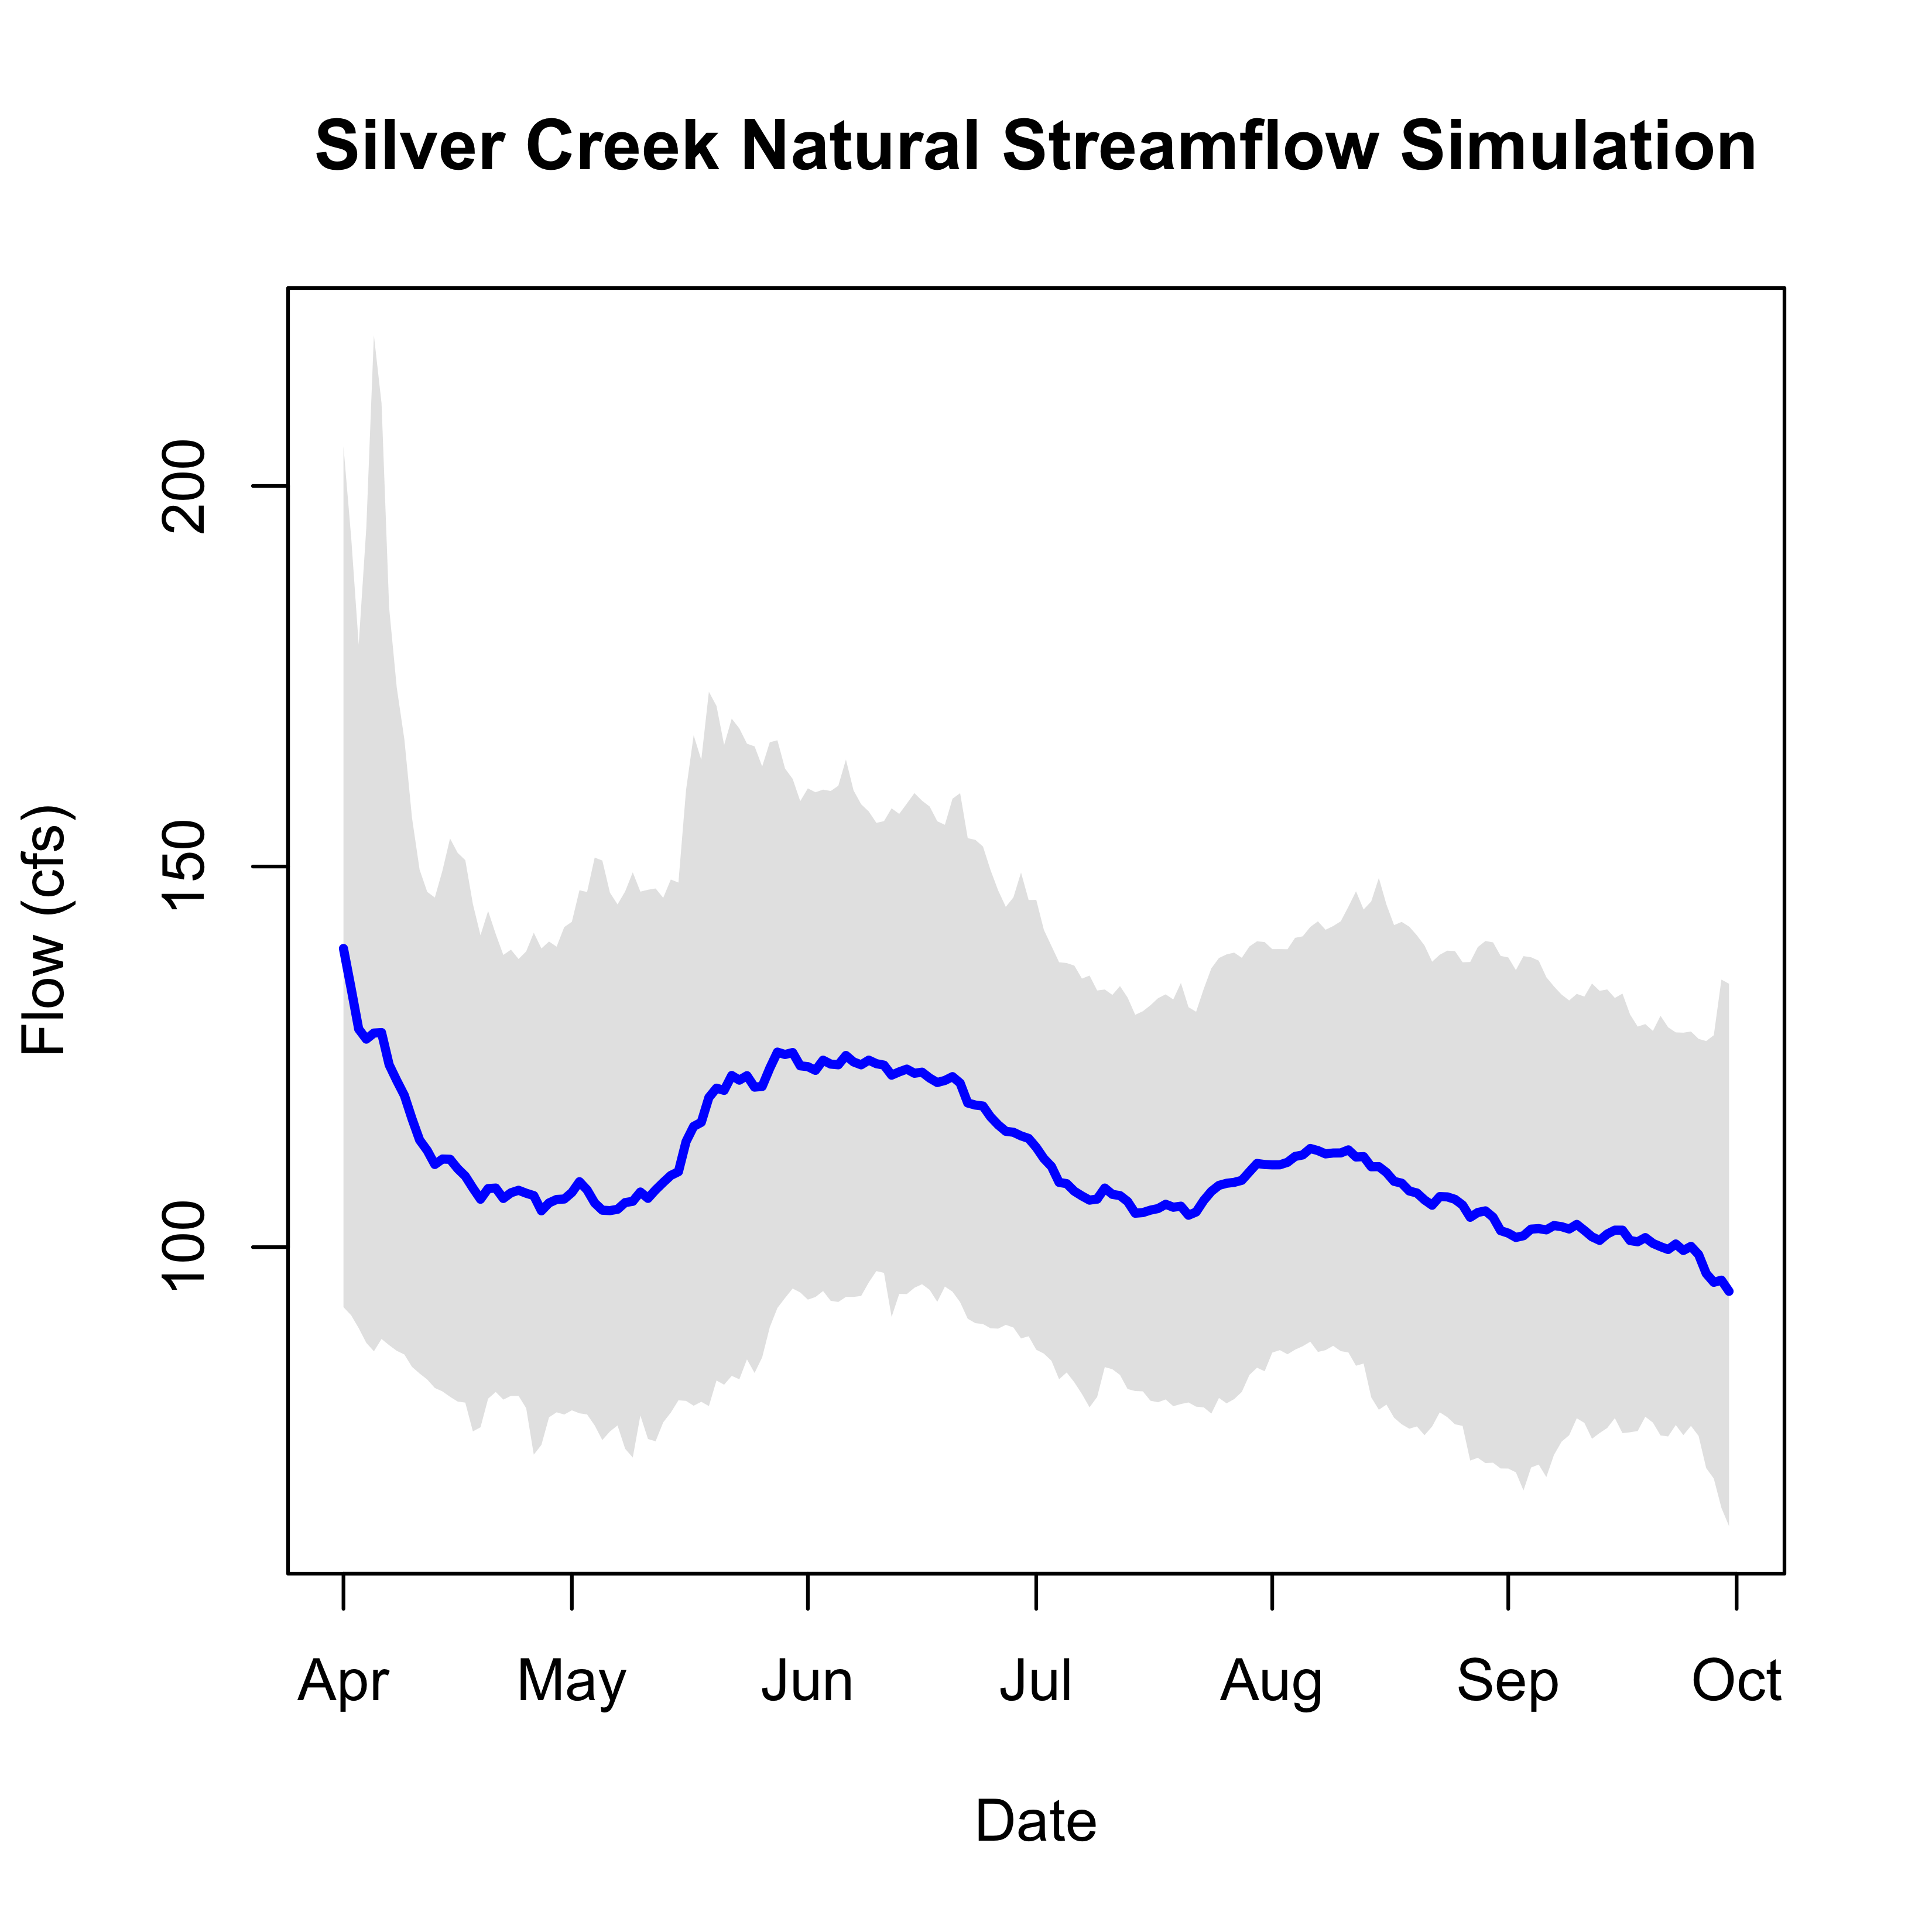 Silver Creek Natural Streamflow Simulation
Flow (cfs)
200
150
100
Apr May Jun Jul Aug Sep Oct
Date